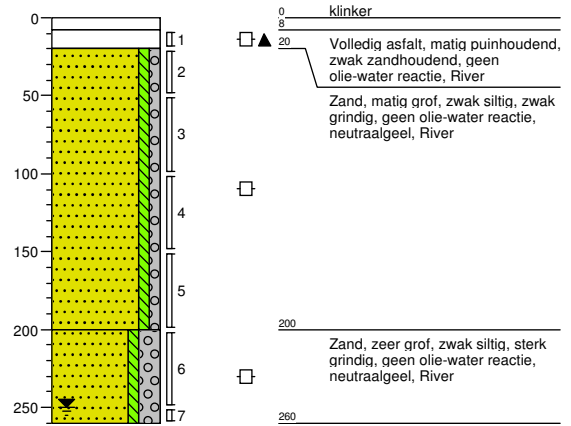 0
50
100
150
200
250
1
2
3
4
5
6
7
0
klinker
8
20
Volledig asfalt, matig puinhoudend,
zwak zandhoudend, geen
olie-water reactie, River
Zand, matig grof, zwak siltig, zwak
grindig, geen olie-water reactie,
neutraalgeel, River
200
Zand, zeer grof, zwak siltig, sterk
grindig, geen olie-water reactie,
neutraalgeel, River
260